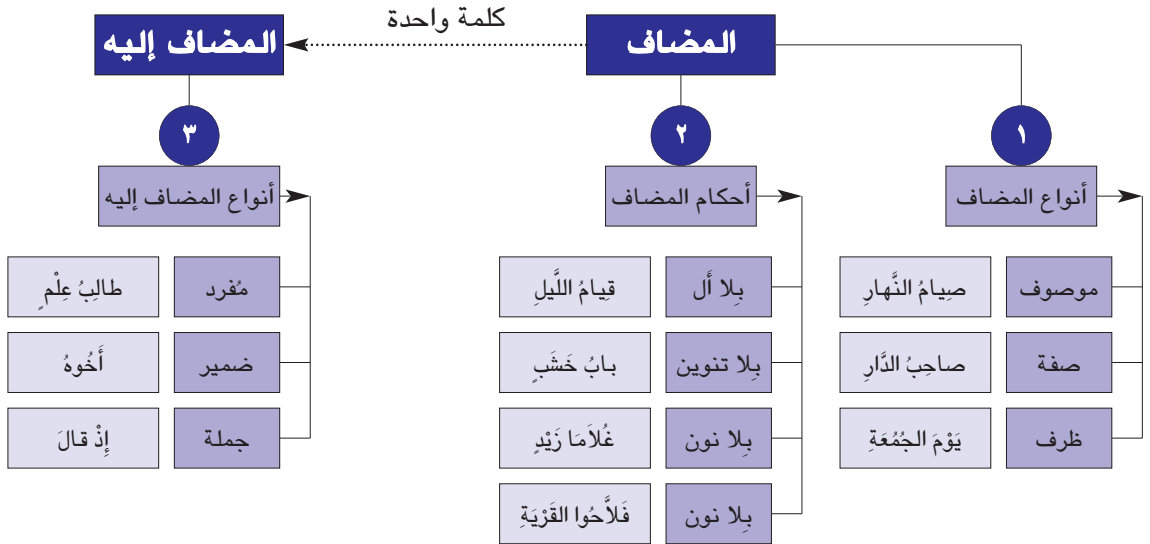 المضاف
كلمة واحدة
المضاف إليه
١
أنواع المضاف
موصوف
صِيامُ النَّهارِ
صفة
صاحِبُ الدَّارِ
ظرف
يَوْمَ الجُمُعَةِ
٢
أحكام المضاف
بِلا أَل
قِيامُ اللَّيلِ
بِلا تنوين
بابُ خَشَبٍ
بِلا نون
غُلاَمَا زَيْدٍ
بِلا نون
فَلاَّحُوا القَرْيَةِ
٣
أنواع المضاف إليه
مُفرد
طالِبُ عِلْمٍ
ضمير
أَخُوهُ
جملة
إِذْ قالَ